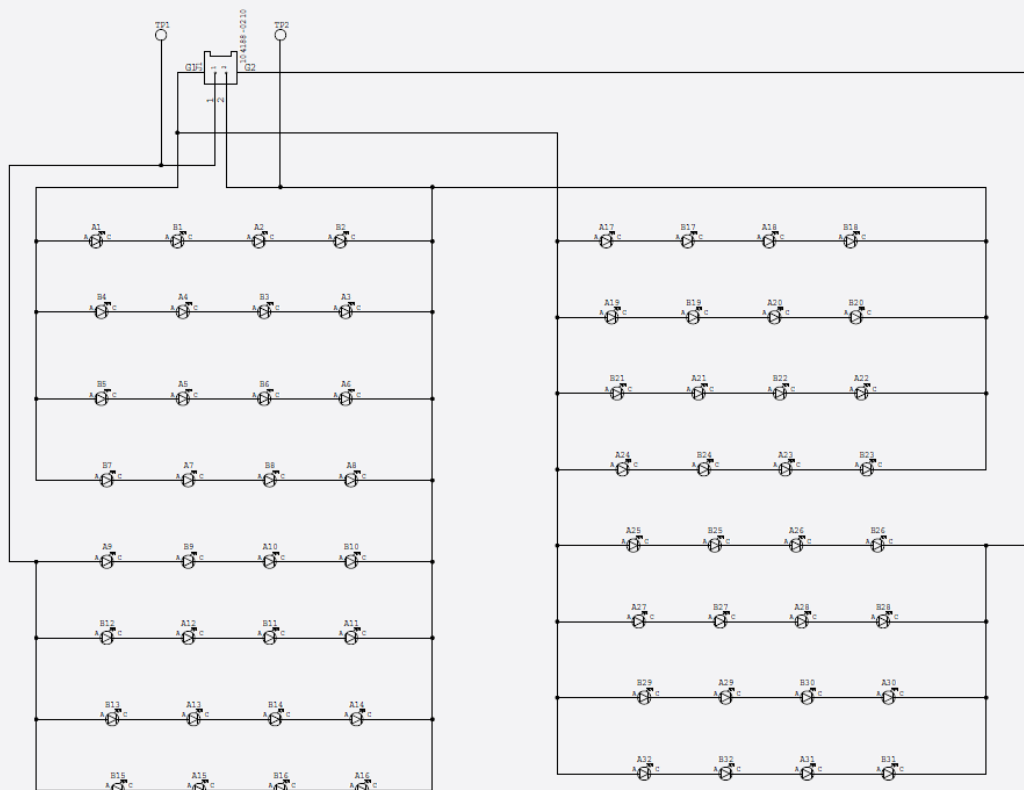 TP1
TP2
104188-0210
G1
G2
1
2
1
2
A1 B1 A2 B2
A C A C A C A C
B4 A4 B3 A3
A C A C A C A C
B5 A5 B6 A6
A C A C A C A C
B7 A7 B8 A8
A C A C A C A C
A9 B9 A10 B10
A C A C A C A C
B12 A12 B11 A11
A C A C A C A C
B13 A13 B14 A14
A C A C A C A C
B15 A15 B16 A16
A C A C A C A C
A17 B17 A18 B18
A C A C A C A C
A19 B19 A20 B20
A C A C A C A C
B21 A21 B22 A22
A C A C A C A C
A24 B24 A23 B23
A C A C A C A C
A25 B25 A26 B26
A C A C A C A C
A27 B27 A28 B28
A C A C A C A C
B29 A29 B30 A30
A C A C A C A C
A32 B32 A31 B31
A C A C A C A C